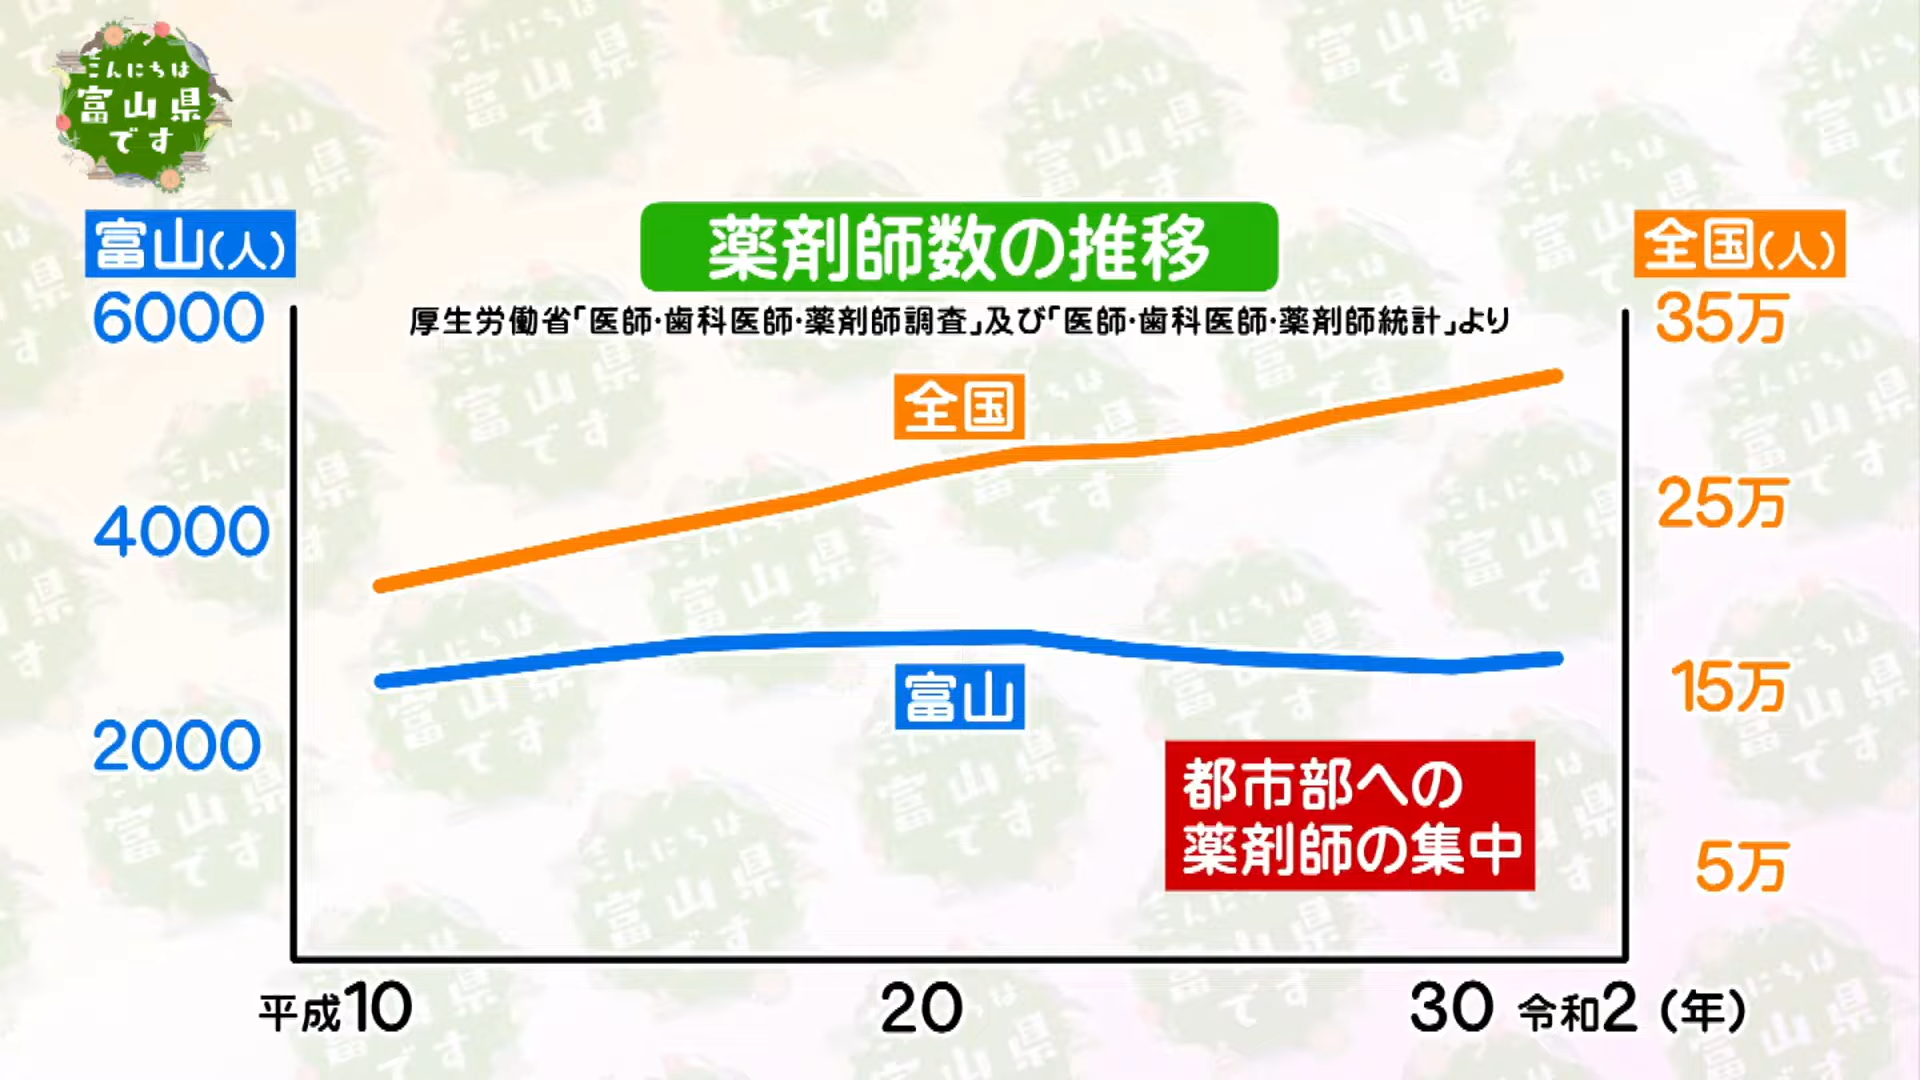 こんにちは
富山県
です
富山(人)
薬剤師数の推移
全国(人)
厚生労働省「医師・歯科医師・薬剤師調査」及び「医師・歯科医師・薬剤師統計」より
6000
35万
全国
4000
25万
富山
2000
15万
都市部への
薬剤師の集中
5万
平成10
20
30
令和2
(年)